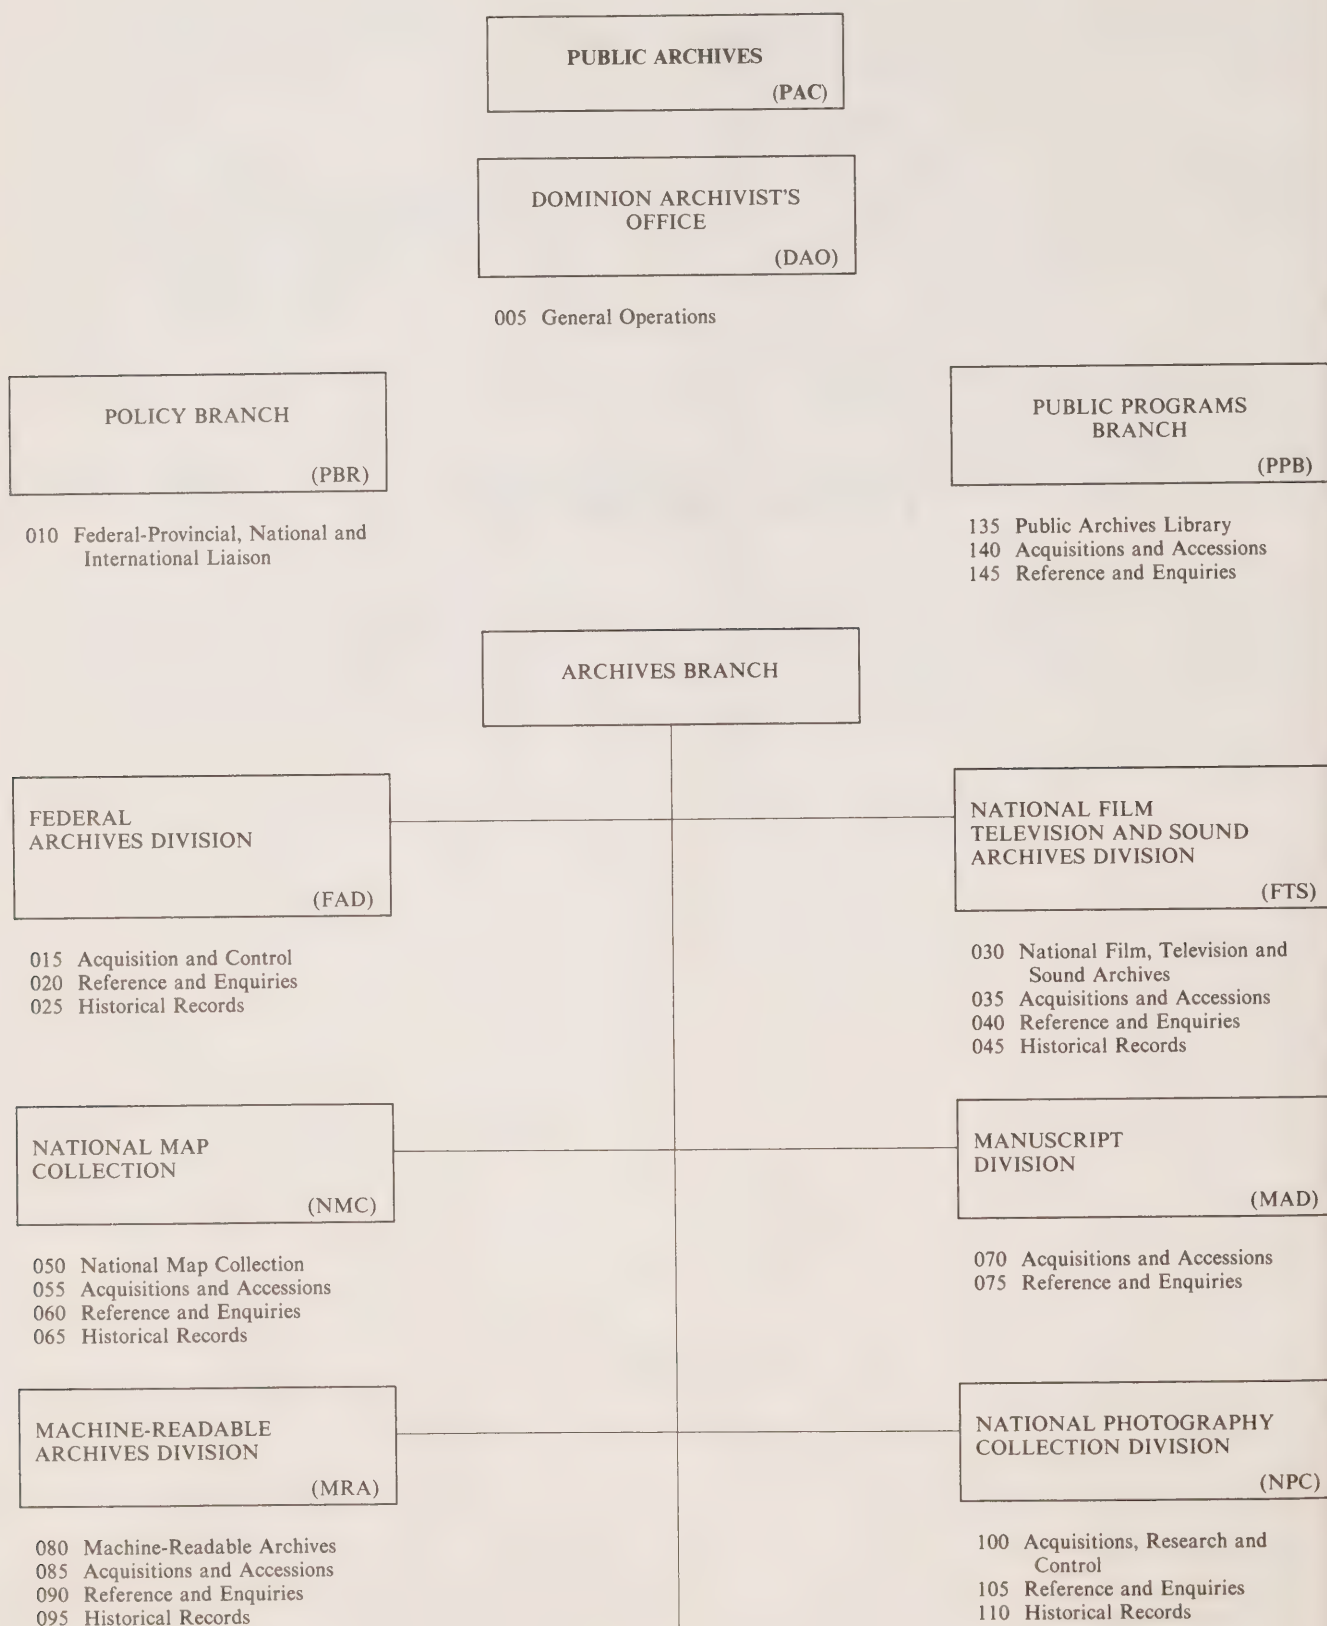 PUBLIC ARCHIVES
(PAC)
DOMINION ARCHIVIST'S
OFFICE
(DAO)
005 General Operations
POLICY BRANCH
(PBR)
010 Federal-Provincial, National and
International Liaison
PUBLIC PROGRAMS
BRANCH
(PPB)
135 Public Archives Library
140 Acquisitions and Accessions
145 Reference and Enquiries
ARCHIVES BRANCH
FEDERAL
ARCHIVES DIVISION
(FAD)
015 Acquisition and Control
020 Reference and Enquiries
025 Historical Records
NATIONAL FILM
TELEVISION AND SOUND
ARCHIVES DIVISION
(FTS)
030 National Film, Television and
Sound Archives
035 Acquisitions and Accessions
040 Reference and Enquiries
045 Historical Records
NATIONAL MAP
COLLECTION
(NMC)
050 National Map Collection
055 Acquisitions and Accessions
060 Reference and Enquiries
065 Historical Records
MANUSCRIPT
DIVISION
(MAD)
070 Acquisitions and Accessions
075 Reference and Enquiries
MACHINE-READABLE
ARCHIVES DIVISION
(MRA)
080 Machine-Readable Archives
085 Acquisitions and Accessions
090 Reference and Enquiries
095 Historical Records
NATIONAL PHOTOGRAPHY
COLLECTION DIVISION
(NPC)
100 Acquisitions, Research and
Control
105 Reference and Enquiries
110 Historical Records